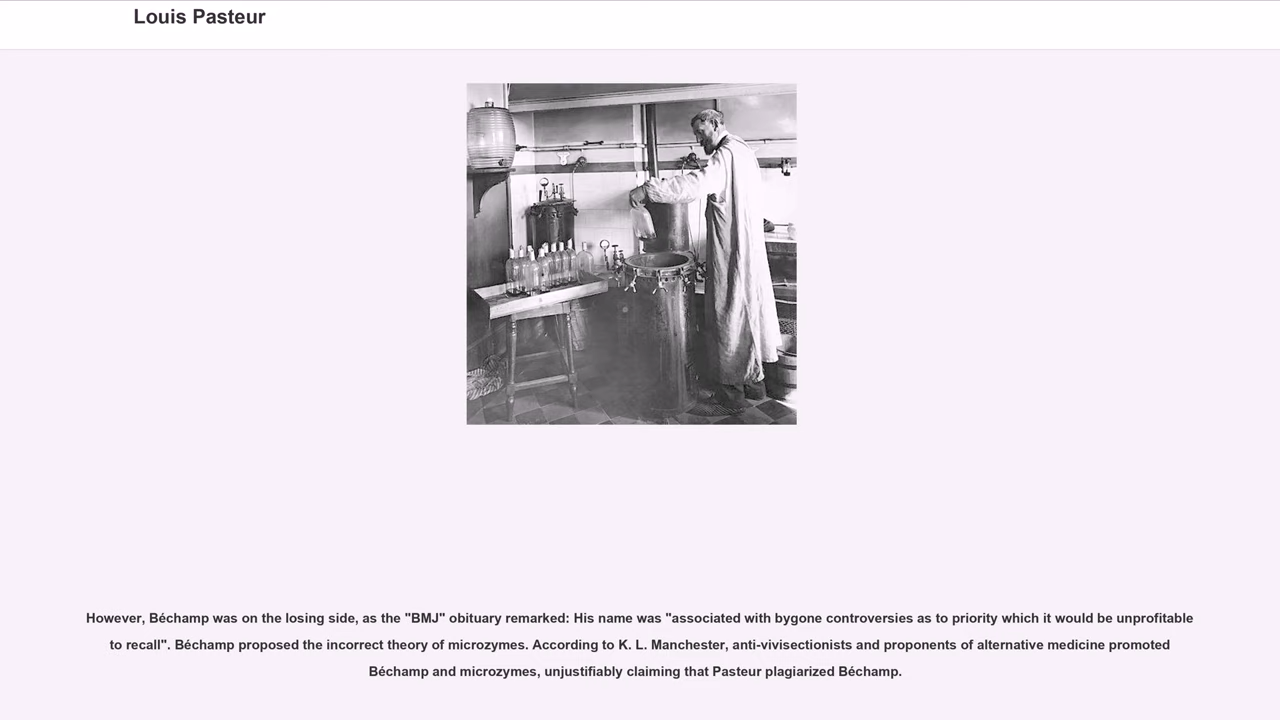 Louis Pasteur
However, Béchamp was on the losing side, as the "BMJ" obituary remarked: His name was "associated with bygone controversies as to priority which it would be unprofitable
to recall". Béchamp proposed the incorrect theory of microzymes. According to K. L. Manchester, anti-vivisectionists and proponents of alternative medicine promoted
Béchamp and microzymes, unjustifiably claiming that Pasteur plagiarized Béchamp.